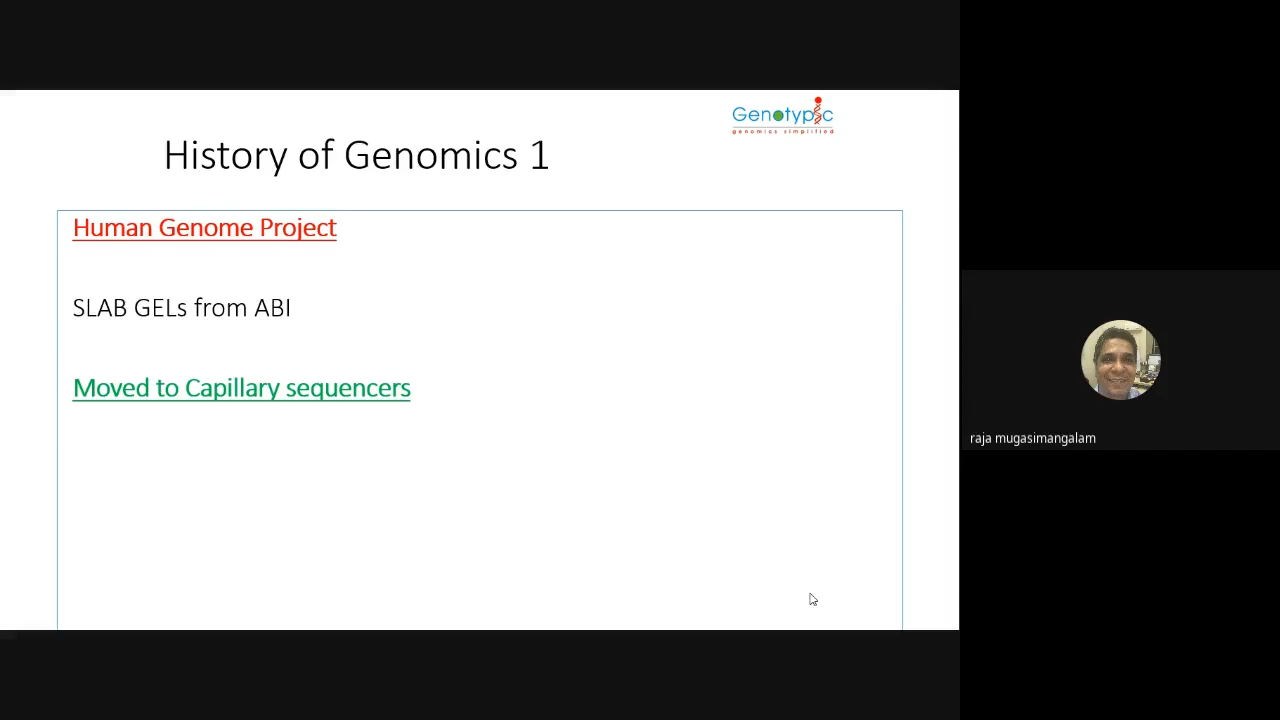 Genotypic
genomics simplified
History of Genomics 1
Human Genome Project
SLAB GELs from ABI
Moved to Capillary sequencers
raja mugasimangalam